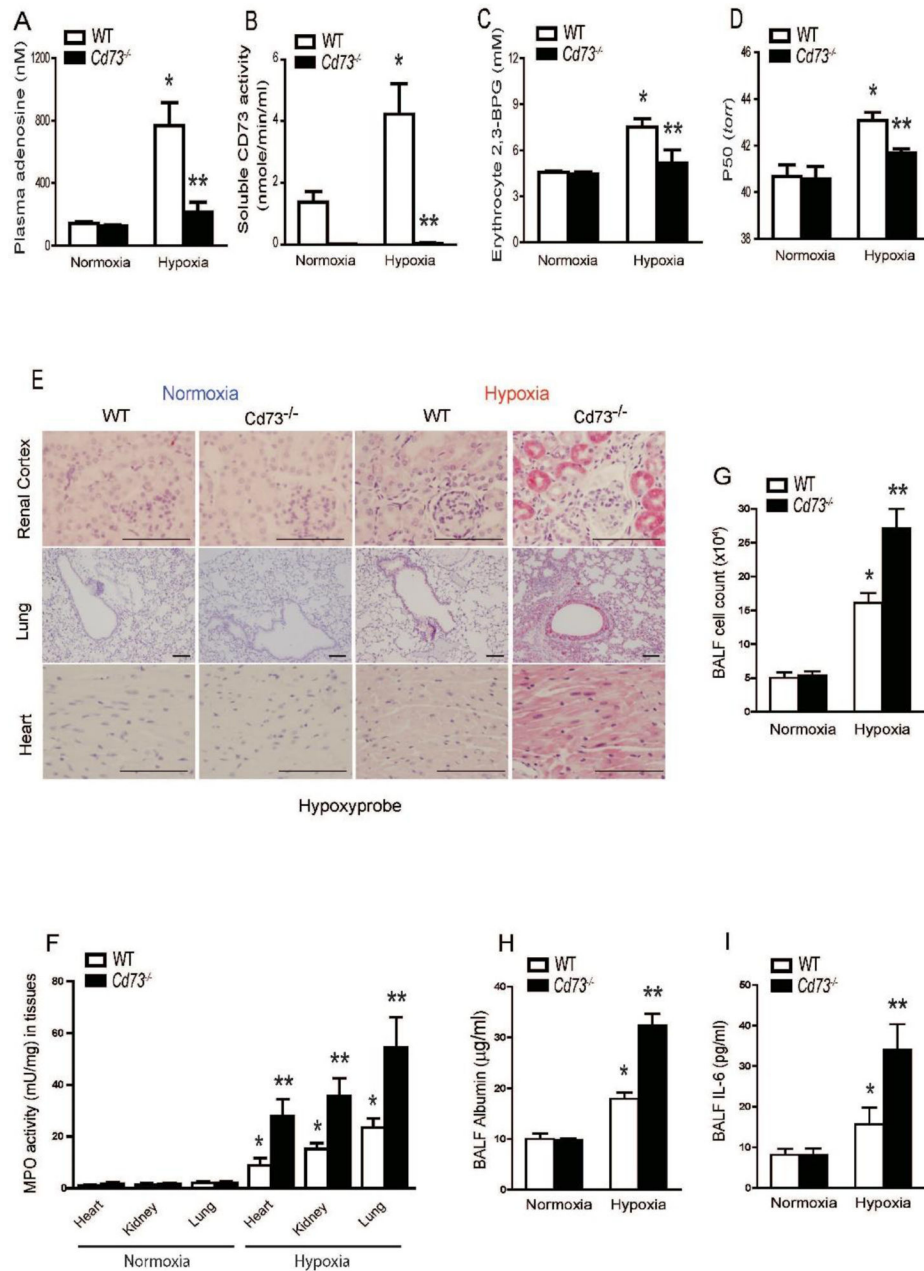 A
WT
Cd73-/-
Plasma adenosine (nM)
1200
800
400
0
*
**
Normoxia
Hypoxia
B
WT
Cd73-/-
Soluble CD73 activity
(nmole/min/ml)
6
4
2
0
*
**
Normoxia
Hypoxia
C
WT
Cd73-/-
Erythrocyte 2,3-BPG (mM)
12
9
6
3
0
*
**
Normoxia
Hypoxia
D
WT
Cd73-/-
P50 (torr)
46
44
42
40
38
*
**
Normoxia
Hypoxia
E
Normoxia
Hypoxia
WT
Cd73-/-
WT
Cd73-/-
Renal Cortex
Lung
Heart
Hypoxyprobe
G
WT
Cd73-/-
BALF cell count (x10⁴)
30
25
20
15
10
5
0
*
**
Normoxia
Hypoxia
F
WT
Cd73-/-
MPO activity (mU/mg) in tissues
80
60
40
20
0
*
**
*
**
*
**
Heart
Kidney
Lung
Heart
Kidney
Lung
Normoxia
Hypoxia
H
WT
Cd73-/-
BALF Albumin (µg/ml)
40
30
20
10
0
*
**
Normoxia
Hypoxia
I
WT
Cd73-/-
BALF IL-6 (pg/ml)
50
40
30
20
10
0
*
**
Normoxia
Hypoxia